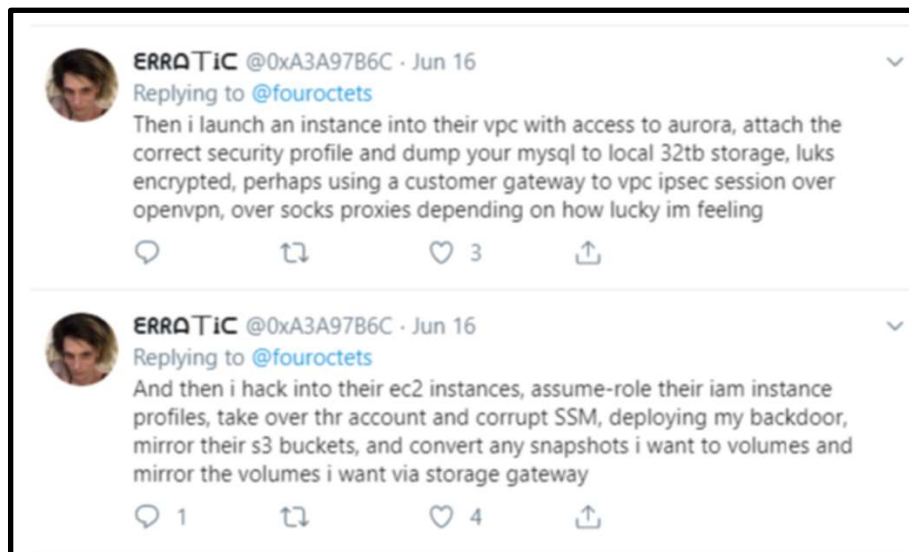 ERRATiC @0xA3A97B6C · Jun 16
Replying to @fouroctets
Then i launch an instance into their vpc with access to aurora, attach the
correct security profile and dump your mysql to local 32tb storage, luks
encrypted, perhaps using a customer gateway to vpc ipsec session over
openvpn, over socks proxies depending on how lucky im feeling
3
ERRATiC @0xA3A97B6C · Jun 16
Replying to @fouroctets
And then i hack into their ec2 instances, assume-role their iam instance
profiles, take over thr account and corrupt SSM, deploying my backdoor,
mirror their s3 buckets, and convert any snapshots i want to volumes and
mirror the volumes i want via storage gateway
1 4